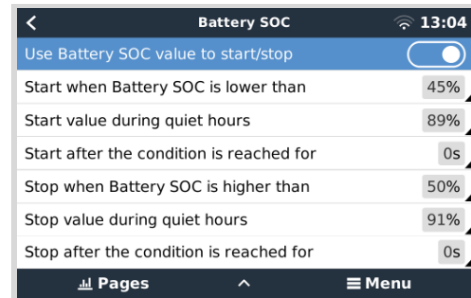 Battery SOC 13:04
Use Battery SOC value to start/stop
Start when Battery SOC is lower than 45%
Start value during quiet hours 89%
Start after the condition is reached for 0s
Stop when Battery SOC is higher than 50%
Stop value during quiet hours 91%
Stop after the condition is reached for 0s
Pages Menu